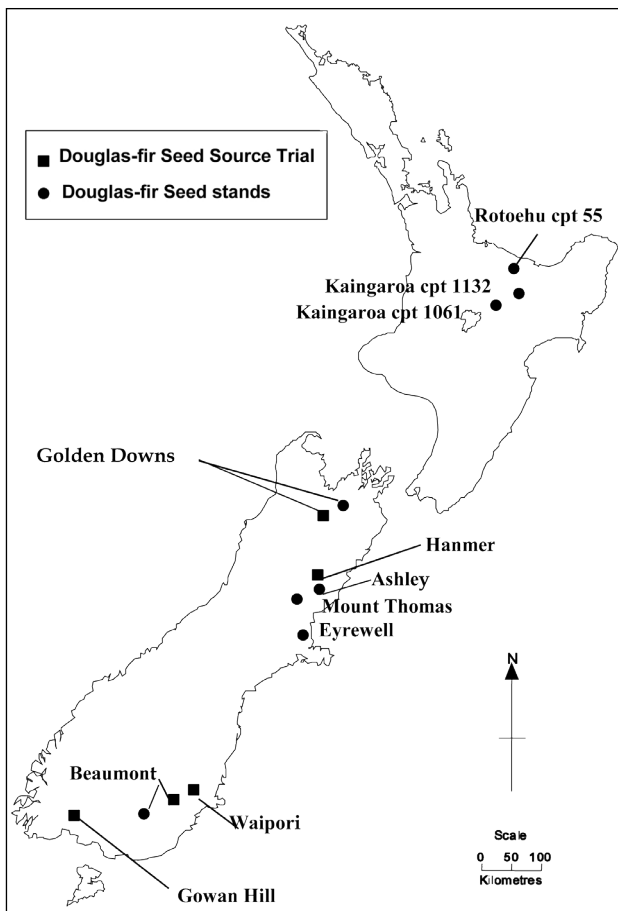 Douglas-fir Seed Source Trial
Douglas-fir Seed stands
Rotoehu cpt 55
Kaingaroa cpt 1132
Kaingaroa cpt 1061
Golden Downs
Hanmer
Ashley
Mount Thomas
Eyrewell
N
Beaumont
Waipori
Gowan Hill
Scale
0 50 100
Kilometres